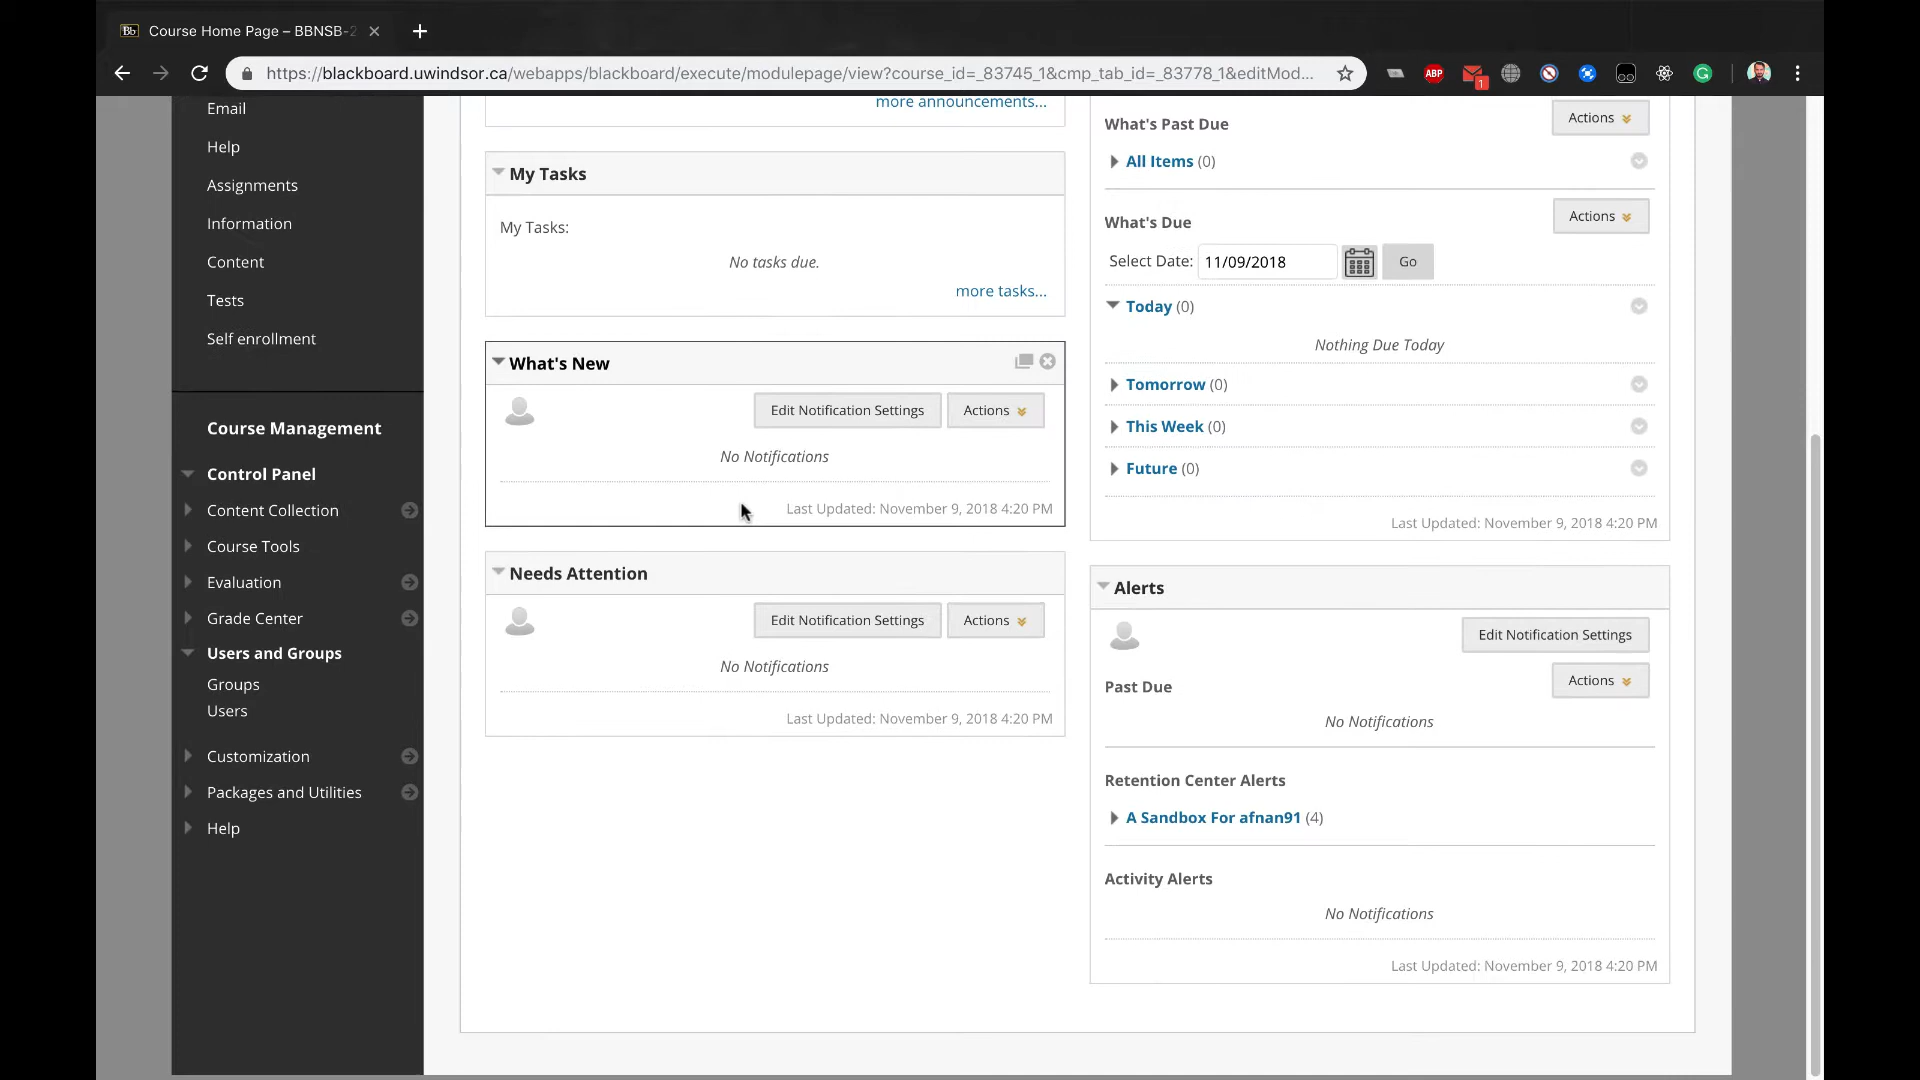 Bb Course Home Page – BBNSB-2
https://blackboard.uwindsor.ca/webapps/blackboard/execute/modulepage/view?course_id=_83745_1&cmp_tab_id=_83778_1&editMod...
ABP
1
Email
Help
Assignments
Information
Content
Tests
Self enrollment
Course Management
Control Panel
Content Collection
Course Tools
Evaluation
Grade Center
Users and Groups
Groups
Users
Customization
Packages and Utilities
Help
more announcements...
My Tasks
My Tasks:
No tasks due.
more tasks...
What's New
Edit Notification Settings Actions
No Notifications
Last Updated: November 9, 2018 4:20 PM
Needs Attention
Edit Notification Settings Actions
No Notifications
Last Updated: November 9, 2018 4:20 PM
What's Past Due Actions
All Items (0)
What's Due Actions
Select Date: 11/09/2018 Go
Today (0)
Nothing Due Today
Tomorrow (0)
This Week (0)
Future (0)
Last Updated: November 9, 2018 4:20 PM
Alerts
Edit Notification Settings
Past Due Actions
No Notifications
Retention Center Alerts
A Sandbox For afnan91 (4)
Activity Alerts
No Notifications
Last Updated: November 9, 2018 4:20 PM